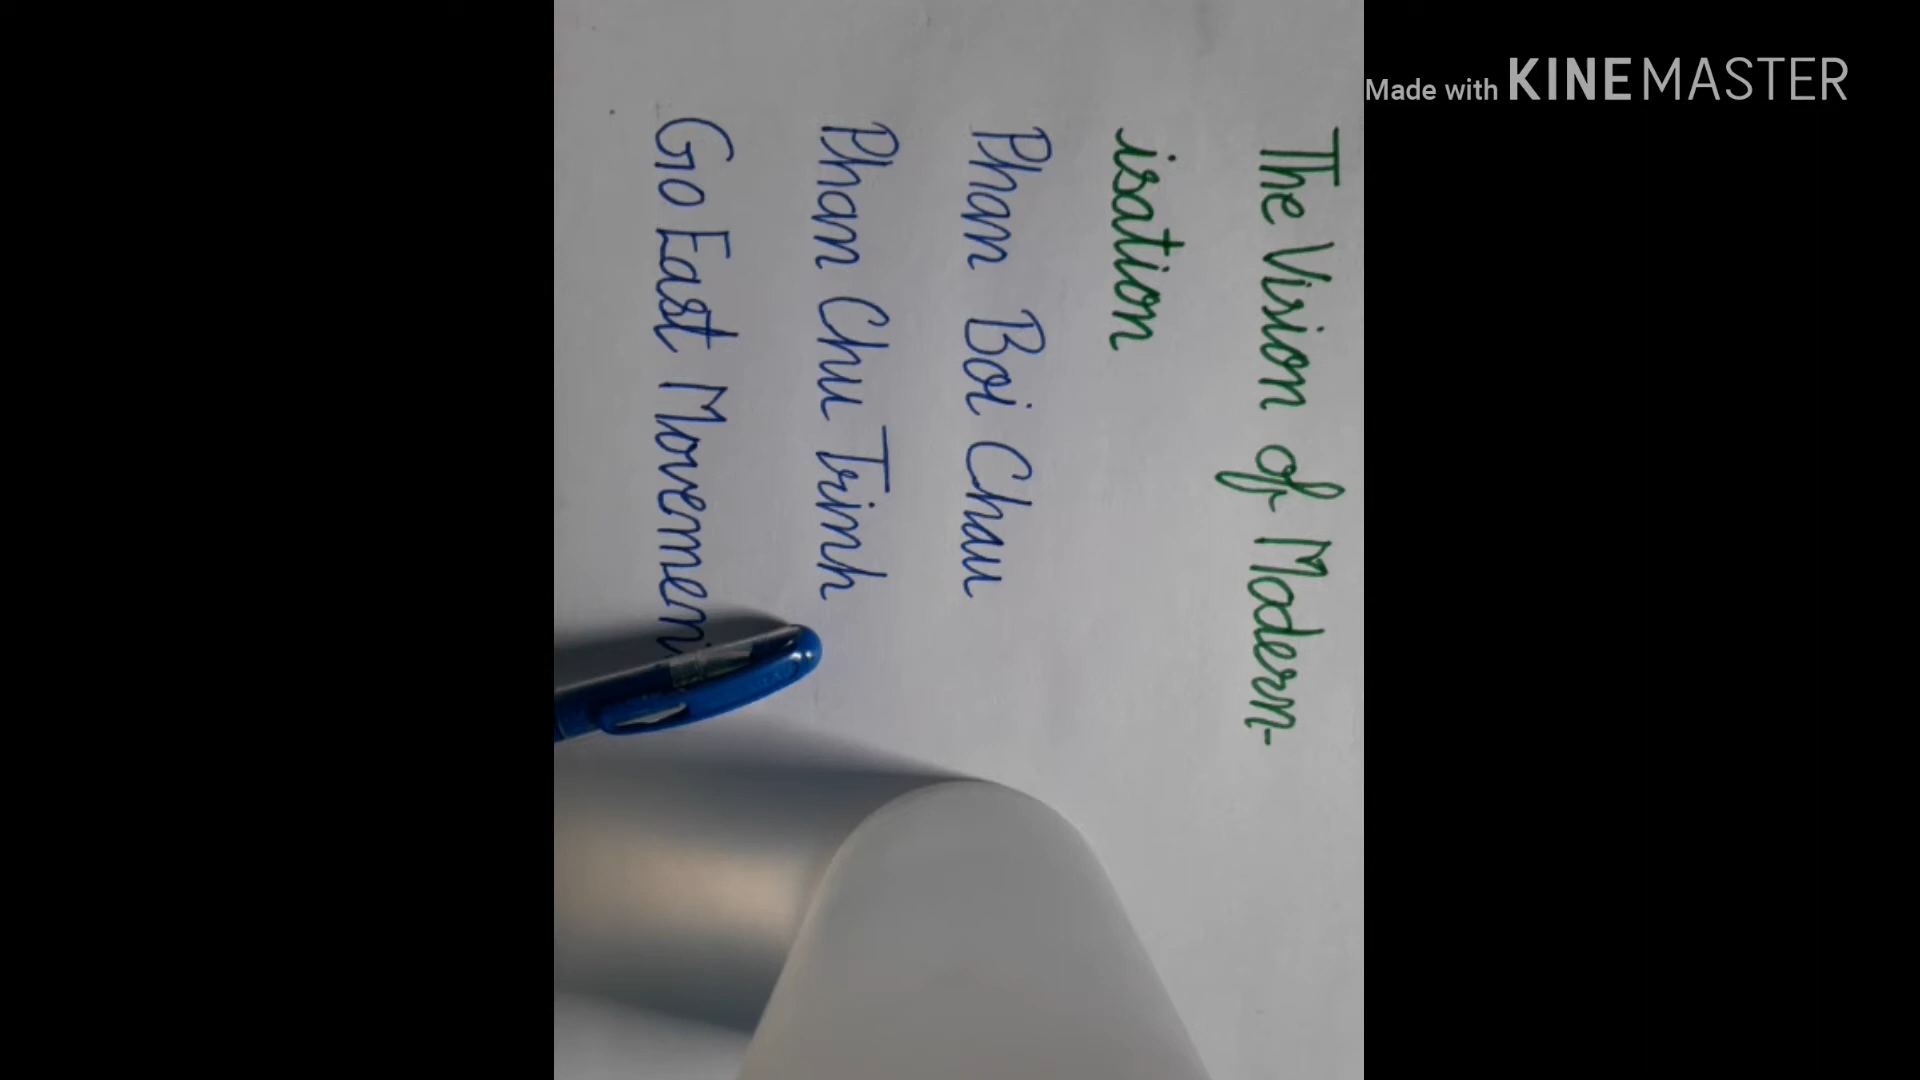 Made with KINEMASTER
The Vision of Modern-
isation
Phan Boi Chau
Phan Chu Trinh
Go East Movemen